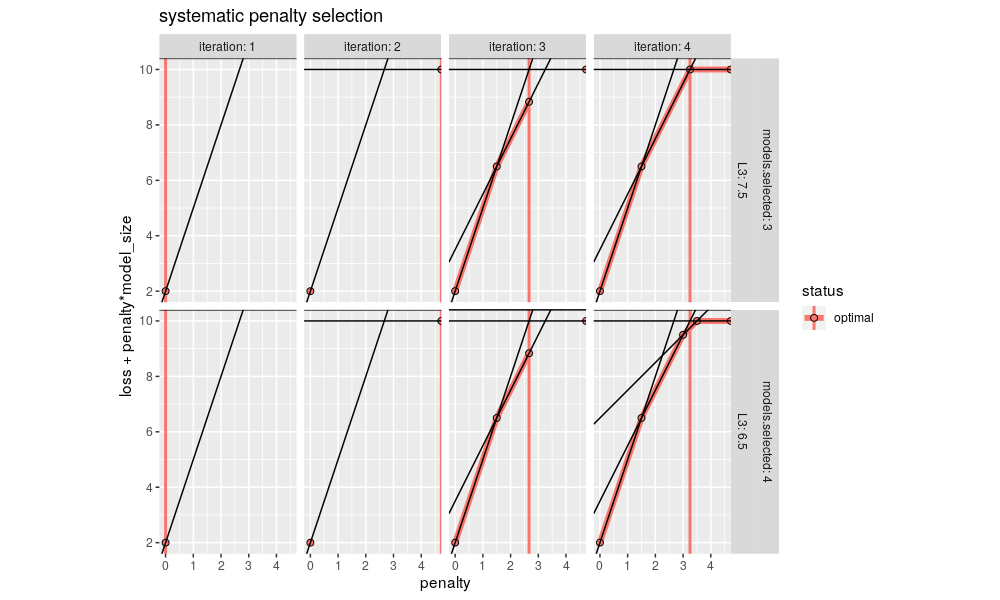 systematic penalty selection
iteration: 1
iteration: 2
iteration: 3
iteration: 4
10
8
6
4
2
models.selected: 3
L3: 7.5
10
8
6
4
2
models.selected: 4
L3: 6.5
loss + penalty*model_size
0 1 2 3 4
0 1 2 3 4
0 1 2 3 4
0 1 2 3 4
penalty
status
optimal